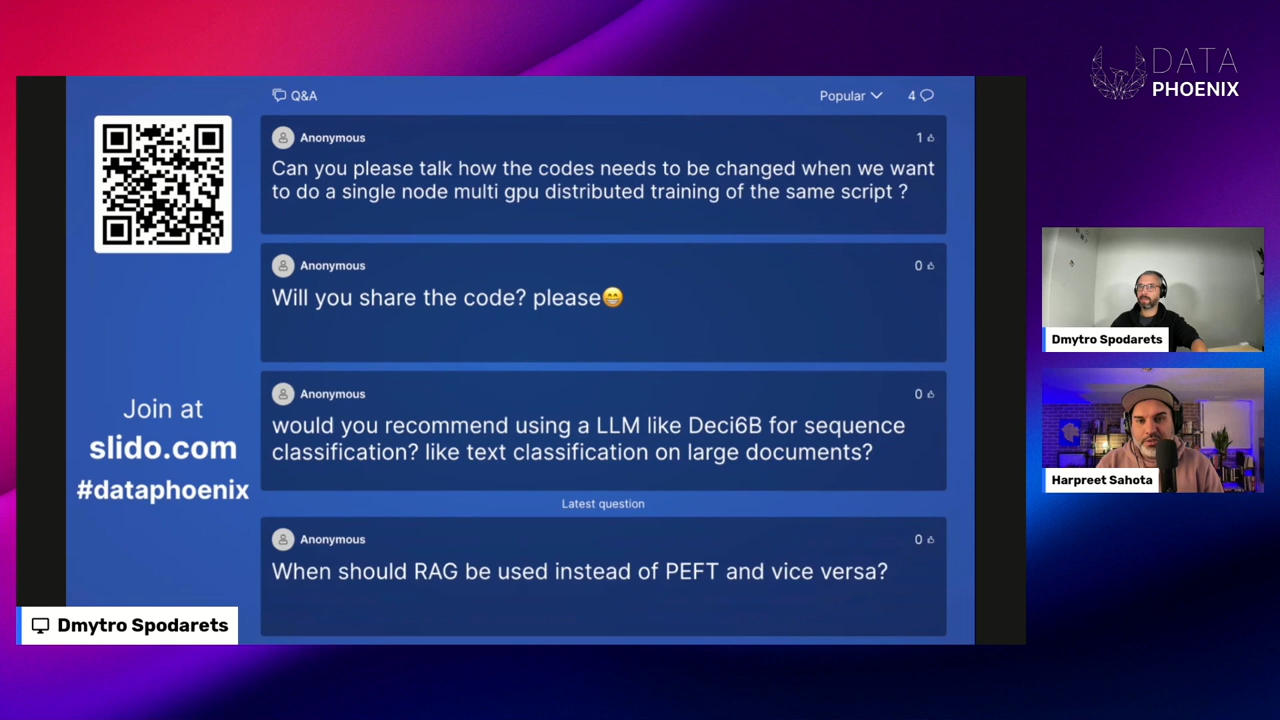 DATA
PHOENIX
Q&A
Popular
4
Anonymous
1
Can you please talk how the codes needs to be changed when we want
to do a single node multi gpu distributed training of the same script ?
Anonymous
0
Will you share the code? please😁
Anonymous
0
would you recommend using a LLM like Deci6B for sequence
classification? like text classification on large documents?
Latest question
Anonymous
0
When should RAG be used instead of PEFT and vice versa?
Join at
slido.com
#dataphoenix
Dmytro Spodarets
Dmytro Spodarets
Harpreet Sahota